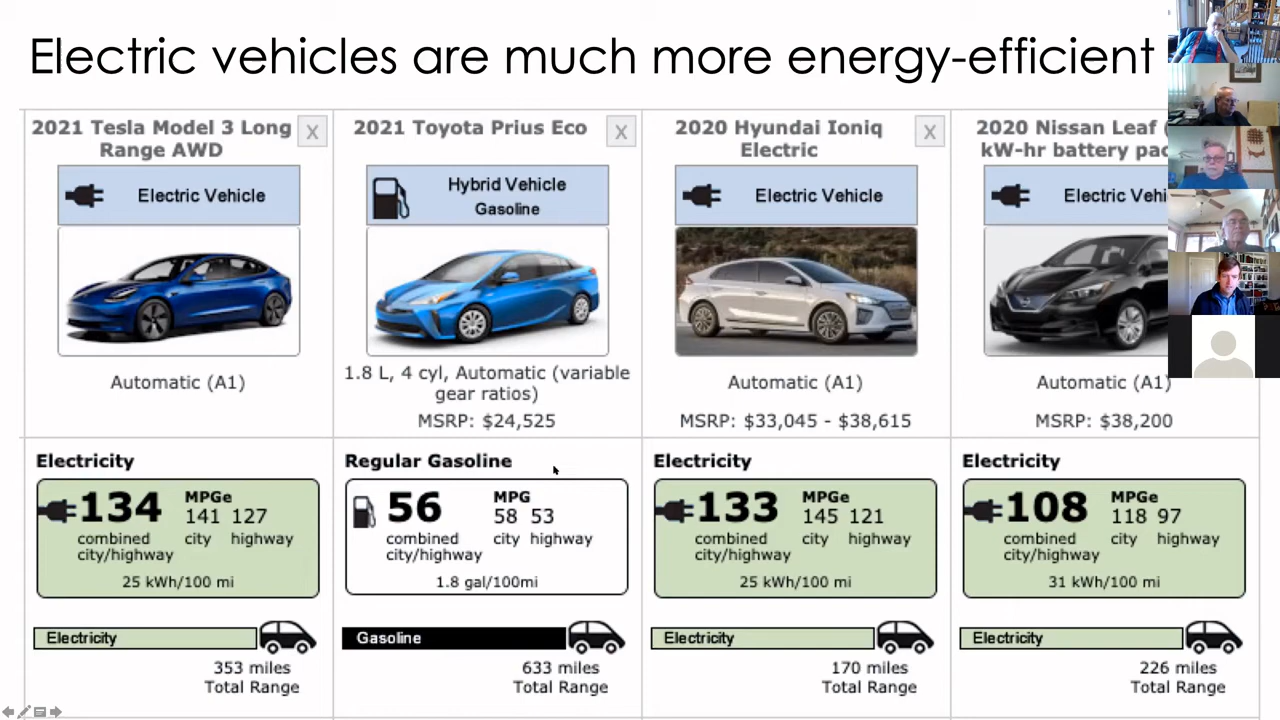 Electric vehicles are much more energy-efficient
2021 Tesla Model 3 Long
Range AWD
X
Electric Vehicle
Automatic (A1)
Electricity
134
MPGe
141 127
combined
city/highway
city highway
25 kWh/100 mi
Electricity
353 miles
Total Range
2021 Toyota Prius Eco
X
Hybrid Vehicle
Gasoline
1.8 L, 4 cyl, Automatic (variable
gear ratios)
MSRP: $24,525
Regular Gasoline
56
MPG
58 53
combined
city/highway
city highway
1.8 gal/100mi
Gasoline
633 miles
Total Range
2020 Hyundai Ioniq
Electric
X
Electric Vehicle
Automatic (A1)
MSRP: $33,045 - $38,615
Electricity
133
MPGe
145 121
combined
city/highway
city highway
25 kWh/100 mi
Electricity
170 miles
Total Range
2020 Nissan Leaf (
kW-hr battery pac
Electric Vehi
Automatic (A1)
MSRP: $38,200
Electricity
108
MPGe
118 97
combined
city/highway
city highway
31 kWh/100 mi
Electricity
226 miles
Total Range